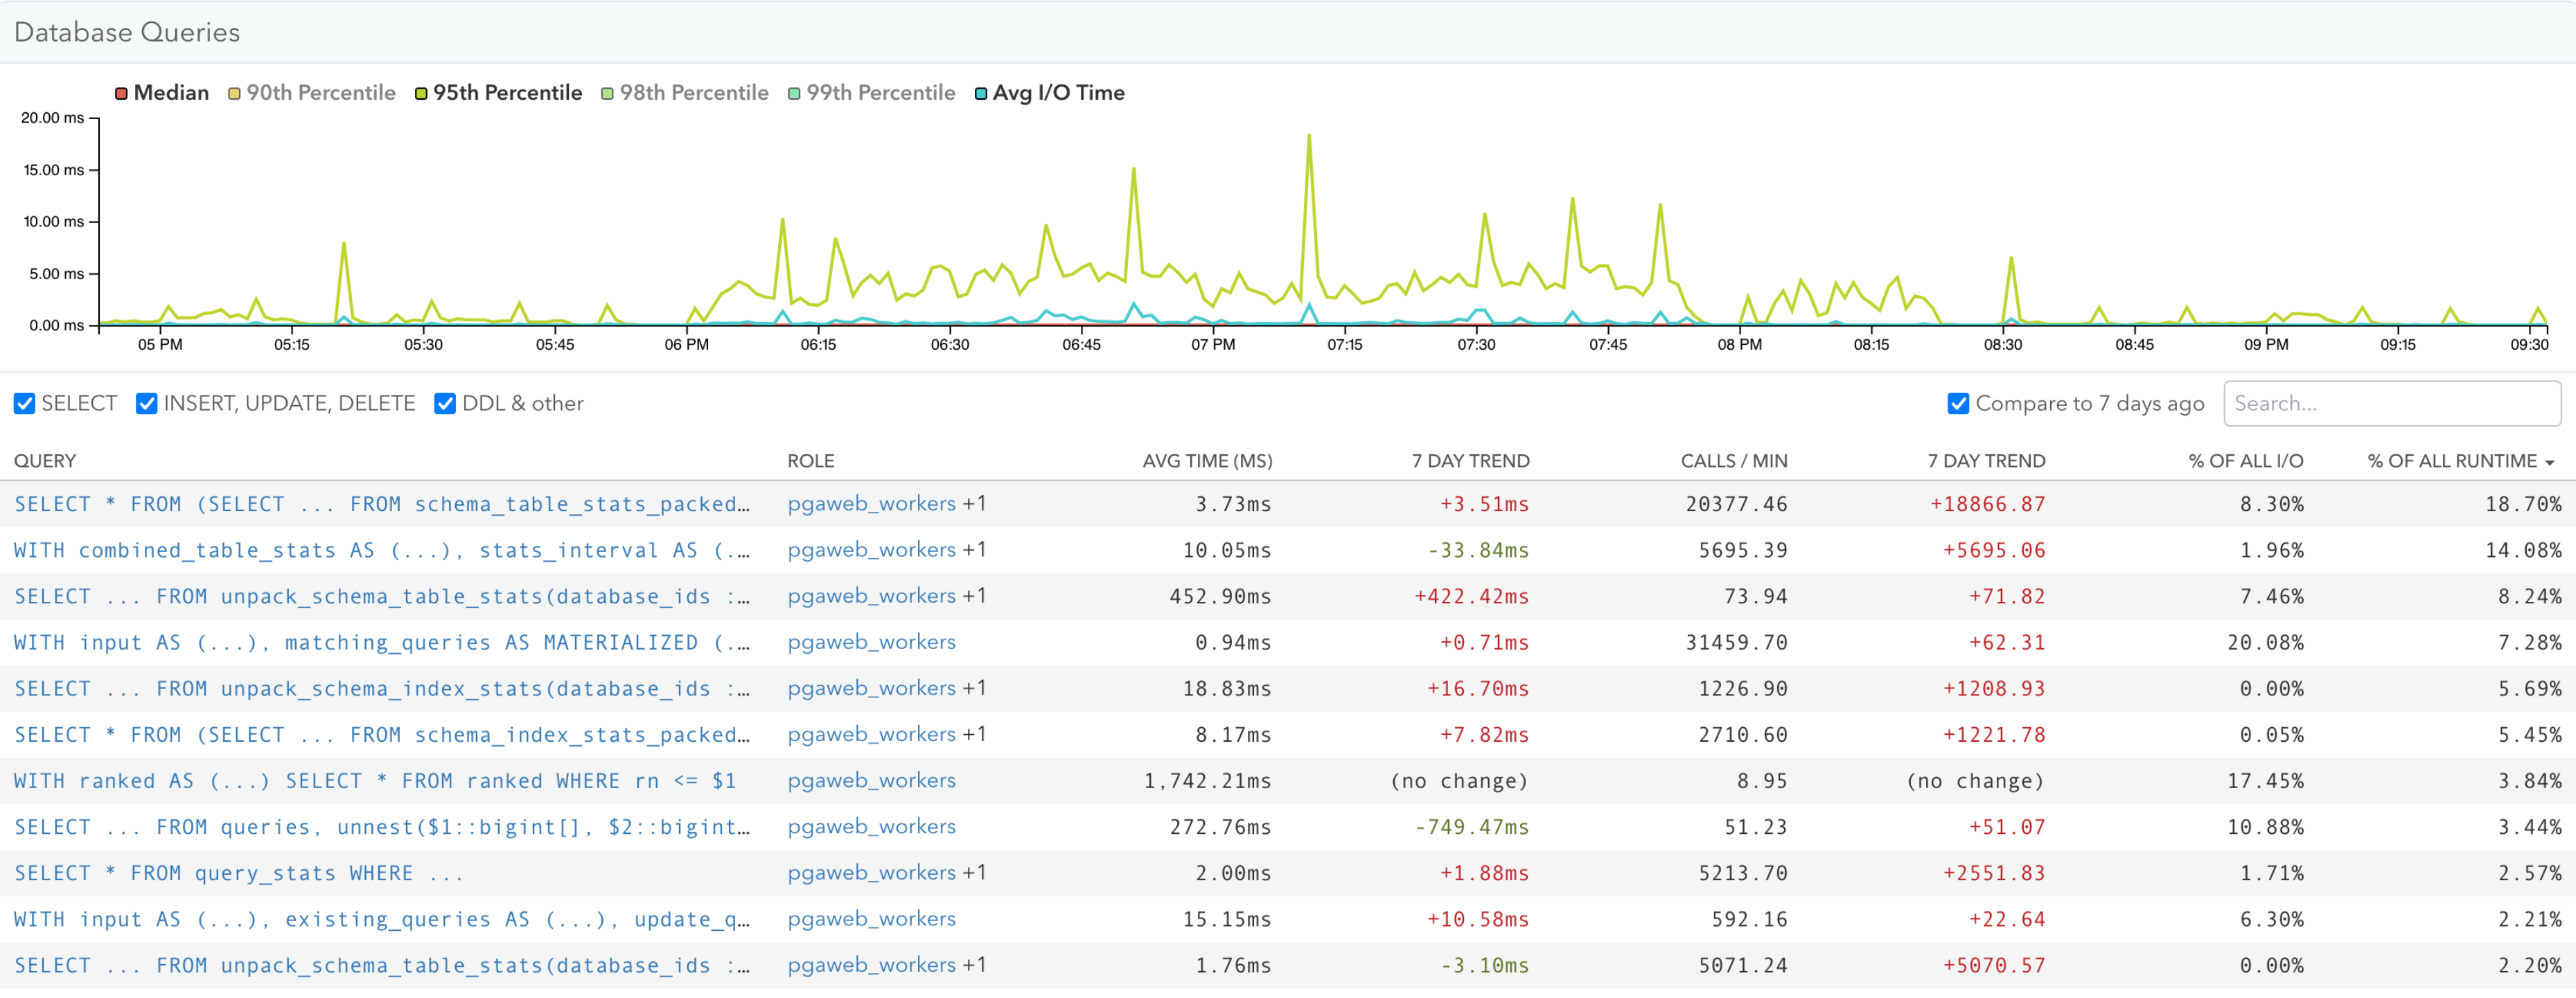 Database Queries
Median 90th Percentile 95th Percentile 98th Percentile 99th Percentile Avg I/O Time
20.00 ms
15.00 ms
10.00 ms
5.00 ms
0.00 ms
05 PM 05:15 05:30 05:45 06 PM 06:15 06:30 06:45 07 PM 07:15 07:30 07:45 08 PM 08:15 08:30 08:45 09 PM 09:15 09:30
SELECT INSERT, UPDATE, DELETE DDL & other Compare to 7 days ago Search...
QUERY ROLE AVG TIME (MS) 7 DAY TREND CALLS / MIN 7 DAY TREND % OF ALL I/O % OF ALL RUNTIME
SELECT * FROM (SELECT ... FROM schema_table_stats_packed… pgaweb_workers +1 3.73ms +3.51ms 20377.46 +18866.87 8.30% 18.70%
WITH combined_table_stats AS (...), stats_interval AS (.… pgaweb_workers +1 10.05ms -33.84ms 5695.39 +5695.06 1.96% 14.08%
SELECT ... FROM unpack_schema_table_stats(database_ids :… pgaweb_workers +1 452.90ms +422.42ms 73.94 +71.82 7.46% 8.24%
WITH input AS (...), matching_queries AS MATERIALIZED (.… pgaweb_workers 0.94ms +0.71ms 31459.70 +62.31 20.08% 7.28%
SELECT ... FROM unpack_schema_index_stats(database_ids :… pgaweb_workers +1 18.83ms +16.70ms 1226.90 +1208.93 0.00% 5.69%
SELECT * FROM (SELECT ... FROM schema_index_stats_packed… pgaweb_workers +1 8.17ms +7.82ms 2710.60 +1221.78 0.05% 5.45%
WITH ranked AS (...) SELECT * FROM ranked WHERE rn <= $1 pgaweb_workers 1,742.21ms (no change) 8.95 (no change) 17.45% 3.84%
SELECT ... FROM queries, unnest($1::bigint[], $2::bigint… pgaweb_workers 272.76ms -749.47ms 51.23 +51.07 10.88% 3.44%
SELECT * FROM query_stats WHERE ... pgaweb_workers +1 2.00ms +1.88ms 5213.70 +2551.83 1.71% 2.57%
WITH input AS (...), existing_queries AS (...), update_q… pgaweb_workers 15.15ms +10.58ms 592.16 +22.64 6.30% 2.21%
SELECT ... FROM unpack_schema_table_stats(database_ids :… pgaweb_workers +1 1.76ms -3.10ms 5071.24 +5070.57 0.00% 2.20%